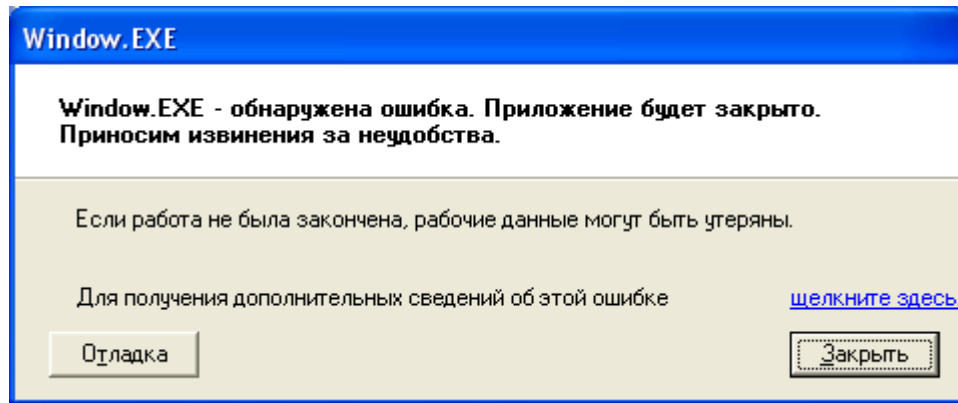 Window.EXE
Window.EXE - обнаружена ошибка. Приложение будет закрыто.
Приносим извинения за неудобства.
Если работа не была закончена, рабочие данные могут быть утеряны.
Для получения дополнительных сведений об этой ошибке щелкните здесь.
Отладка Закрыть